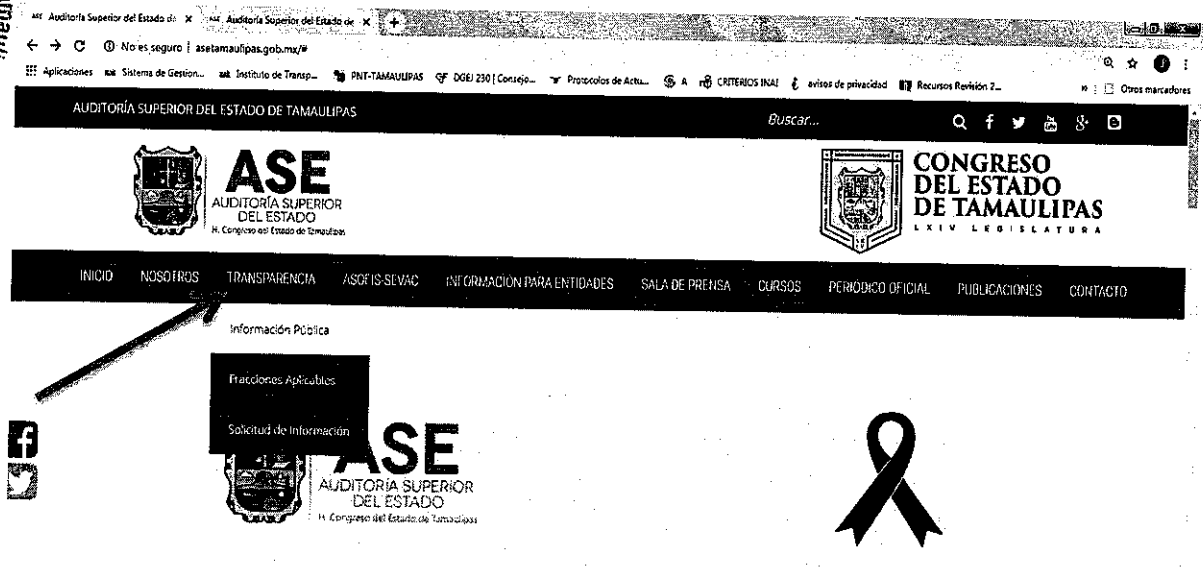 Auditoría Superior del Estado de × Auditoría Superior del Estado de × +
No es seguro | asetamaulipas.gob.mx/#
Aplicaciones Sistema de Gestion... Instituto de Transp... PNT-TAMAULIPAS DGEJ 230 | Consejo... Protocolos de Actu... A CRITERIOS INAI avisos de privacidad Recursos Revisión 2... » Otros marcadores
AUDITORÍA SUPERIOR DEL ESTADO DE TAMAULIPAS Buscar...
ASE
AUDITORÍA SUPERIOR
DEL ESTADO
H. Congreso del Estado de Tamaulipas
CONGRESO
DEL ESTADO
DE TAMAULIPAS
LXIV LEGISLATURA
INICIO NOSOTROS TRANSPARENCIA ASOFIS-SEVAC INFORMACIÓN PARA ENTIDADES SALA DE PRENSA CURSOS PERIÓDICO OFICIAL PUBLICACIONES CONTACTO
Información Pública
Fracciones Aplicables
Solicitud de Información
ASE
AUDITORÍA SUPERIOR
DEL ESTADO
H. Congreso del Estado de Tamaulipas